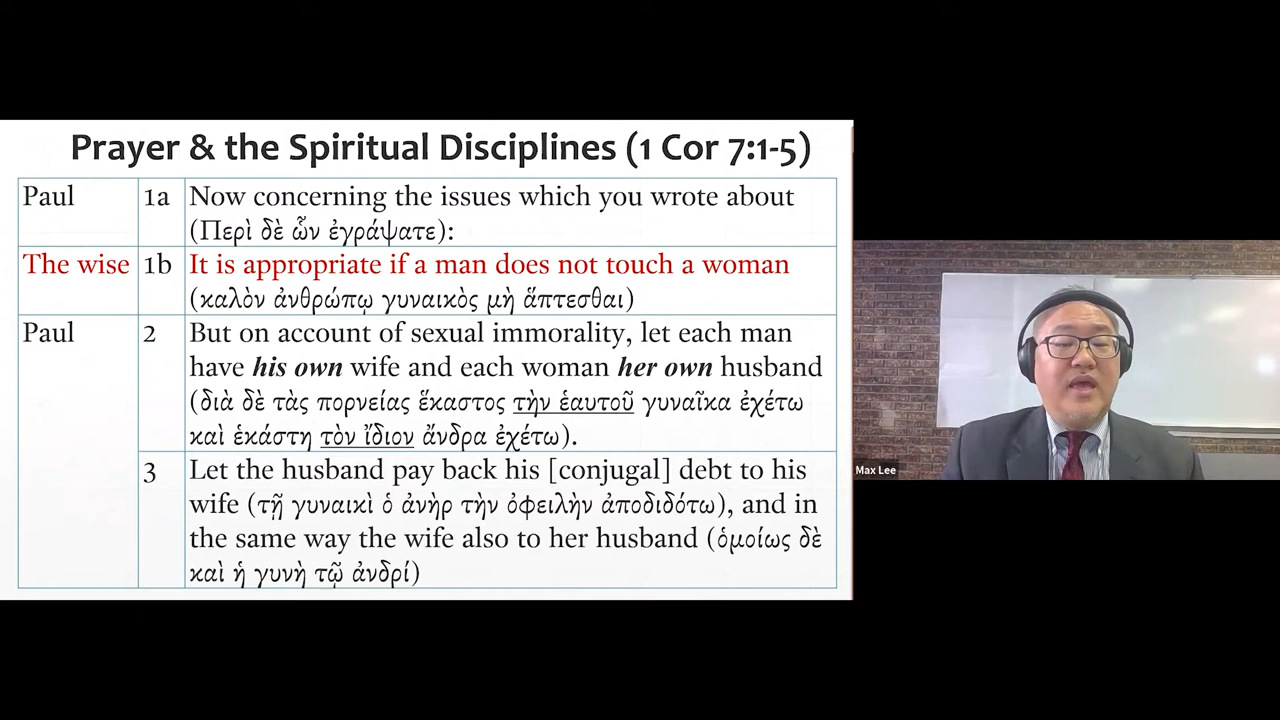 Prayer & the Spiritual Disciplines (1 Cor 7:1-5)
Paul 1a Now concerning the issues which you wrote about
(Περὶ δὲ ὧν ἐγράψατε):
The wise 1b It is appropriate if a man does not touch a woman
(καλὸν ἀνθρώπῳ γυναικὸς μὴ ἅπτεσθαι)
Paul 2 But on account of sexual immorality, let each man
have his own wife and each woman her own husband
(διὰ δὲ τὰς πορνείας ἕκαστος τὴν ἑαυτοῦ γυναῖκα ἐχέτω
καὶ ἑκάστη τὸν ἴδιον ἄνδρα ἐχέτω).
3 Let the husband pay back his [conjugal] debt to his
wife (τῇ γυναικὶ ὁ ἀνὴρ τὴν ὀφειλὴν ἀποδιδότω), and in
the same way the wife also to her husband (ὁμοίως δὲ
καὶ ἡ γυνὴ τῷ ἀνδρί)
Max Lee